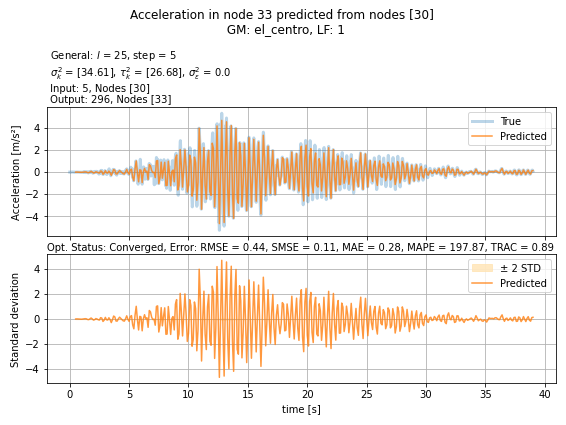 Acceleration in node 33 predicted from nodes [30]
GM: el_centro, LF: 1
General: l = 25, step = 5
σ²ₖ = [34.61], τ²ₖ = [26.68], σ²ε = 0.0
Input: 5, Nodes [30]
Output: 296, Nodes [33]
Acceleration [m/s²]
4
2
0
−2
−4
True
Predicted
Opt. Status: Converged, Error: RMSE = 0.44, SMSE = 0.11, MAE = 0.28, MAPE = 197.87, TRAC = 0.89
Standard deviation
4
2
0
−2
−4
± 2 STD
Predicted
0 5 10 15 20 25 30 35 40
time [s]